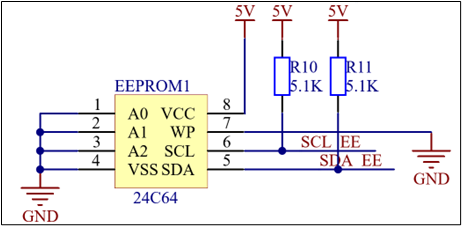 5V 5V 5V
R10 R11
5.1K 5.1K
EEPROM1
1 A0 VCC 8
2 A1 WP 7
3 A2 SCL 6 SCL_EE
4 VSS SDA 5 SDA_EE
24C64
GND GND